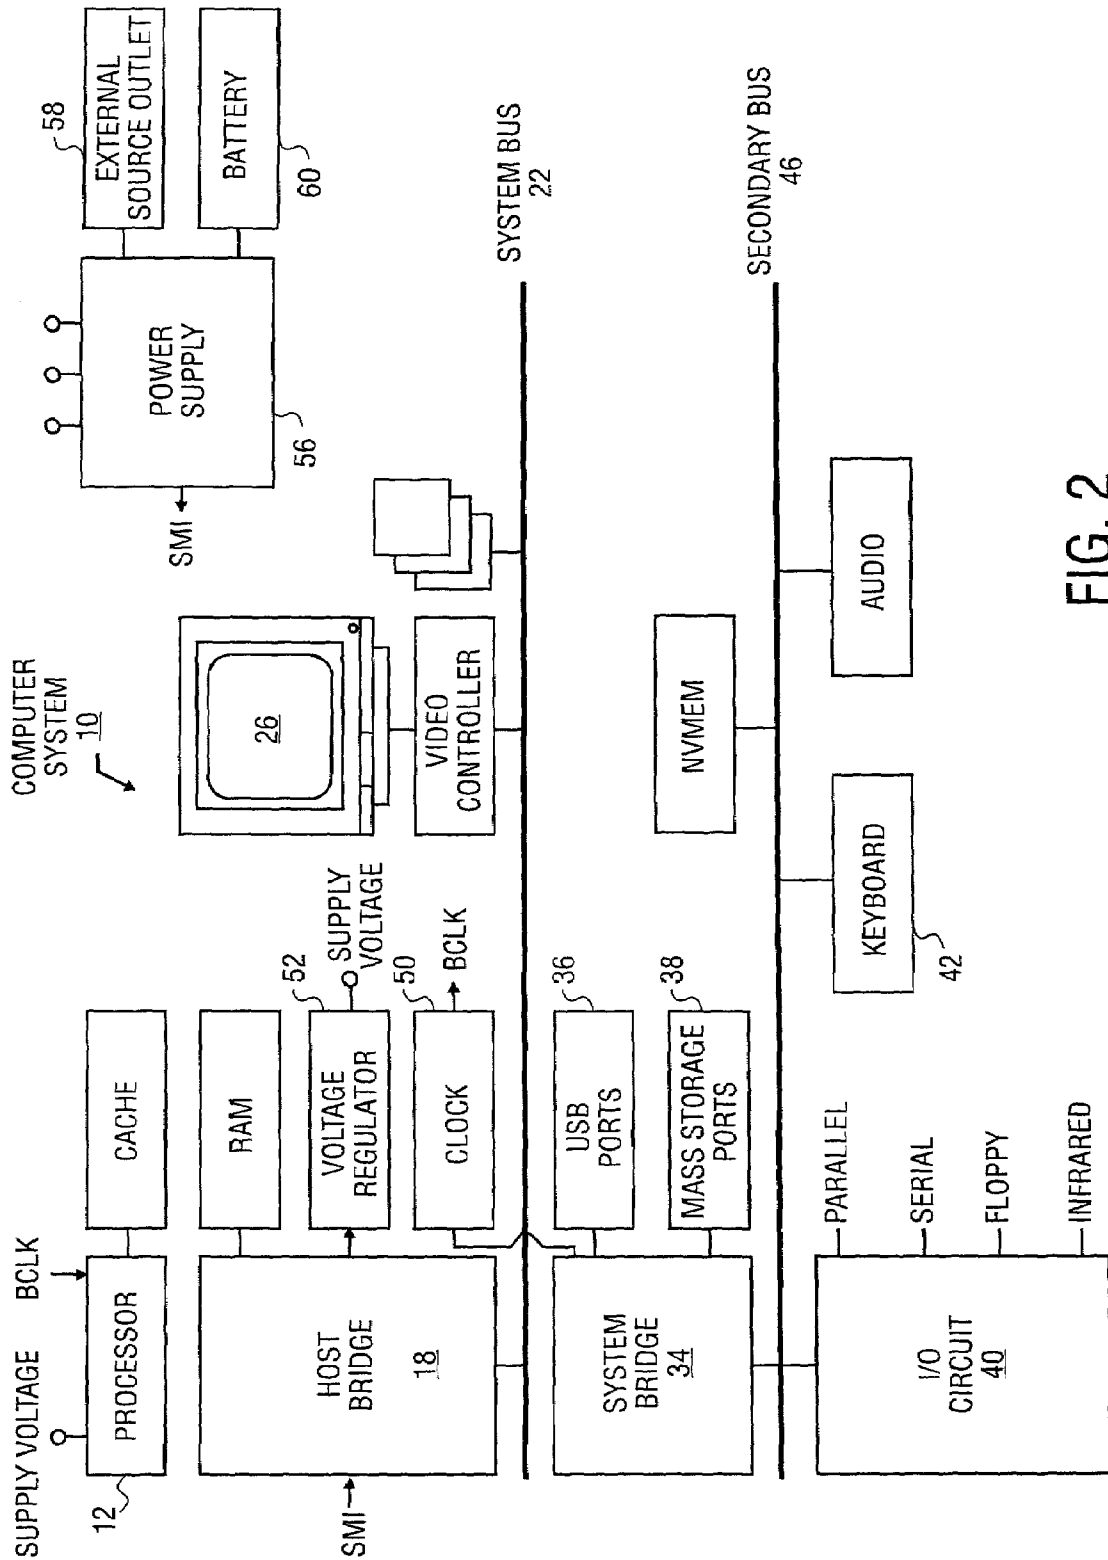 COMPUTER
SYSTEM
10
SUPPLY VOLTAGE
BCLK
12
PROCESSOR
CACHE
SMI
HOST
BRIDGE
18
RAM
VOLTAGE
REGULATOR
52
SUPPLY
VOLTAGE
CLOCK
50
BCLK
26
VIDEO
CONTROLLER
SMI
POWER
SUPPLY
56
58
EXTERNAL
SOURCE OUTLET
BATTERY
60
SYSTEM BUS
22
SYSTEM
BRIDGE
34
USB
PORTS
36
MASS STORAGE
PORTS
38
NVMEM
SECONDARY BUS
46
I/O
CIRCUIT
40
PARALLEL
SERIAL
FLOPPY
INFRARED
KEYBOARD
42
AUDIO
FIG. 2